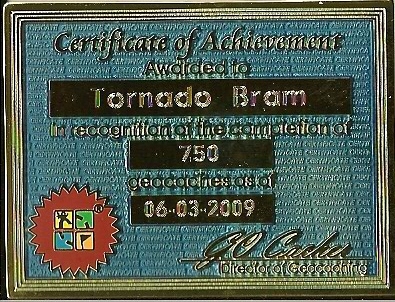 Certificate of Achievement
Awarded to
Tornado Bram
in recognition of the completion of
750
geocaches as of
06-03-2009
Director of Geocaching